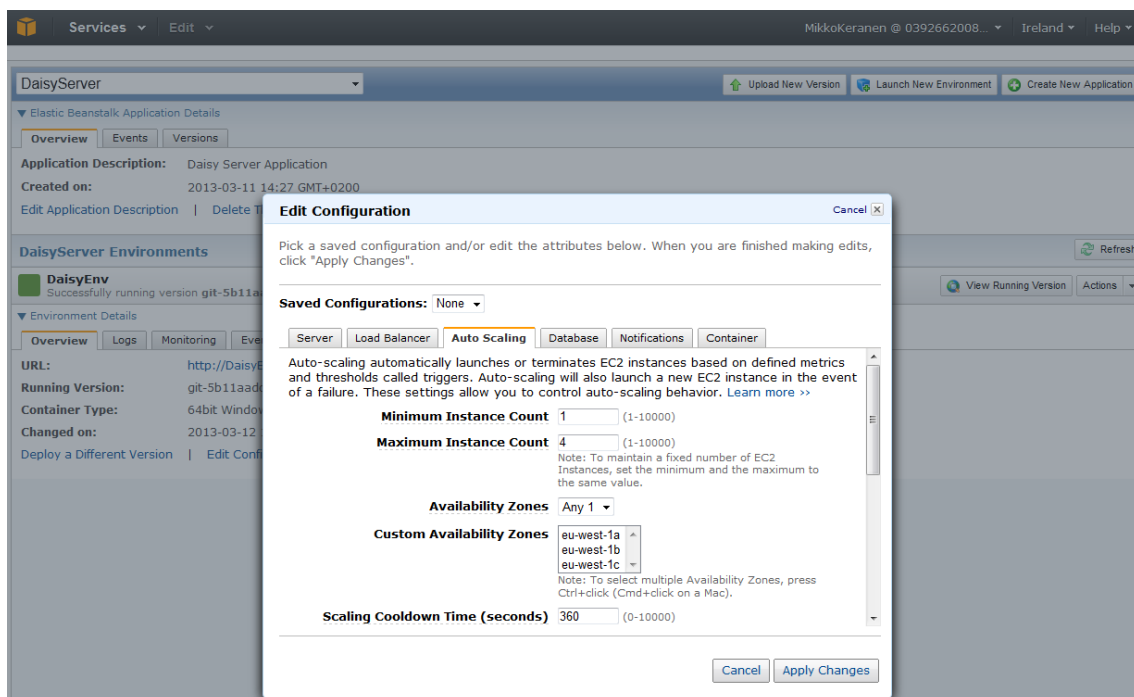 Services Edit MikkoKeranen @ 0392662008... Ireland Help
DaisyServer Upload New Version Launch New Environment Create New Application
Elastic Beanstalk Application Details
Overview Events Versions
Application Description: Daisy Server Application
Created on: 2013-03-11 14:27 GMT+0200
Edit Application Description | Delete
DaisyServer Environments Refresh
DaisyEnv
Successfully running version View Running Version Actions
Environment Details
Overview Logs Monitoring
URL:
Running Version:
Container Type: 64bit
Changed on: 2013-03-12
Deploy a Different Version | Edit
Edit Configuration Cancel
Pick a saved configuration and/or edit the attributes below. When you are finished making edits,
click "Apply Changes".
Saved Configurations: None
Server Load Balancer Auto Scaling Database Notifications Container
Auto-scaling automatically launches or terminates EC2 instances based on defined metrics
and thresholds called triggers. Auto-scaling will also launch a new EC2 instance in the event
of a failure. These settings allow you to control auto-scaling behavior. Learn more >>
Minimum Instance Count 1 (1-10000)
Maximum Instance Count 4 (1-10000)
Note: To maintain a fixed number of EC2
Instances, set the minimum and the maximum to
the same value.
Availability Zones Any 1
Custom Availability Zones eu-west-1a
eu-west-1b
eu-west-1c
Note: To select multiple Availability Zones, press
Ctrl+click (Cmd+click on a Mac).
Scaling Cooldown Time (seconds) 360 (0-10000)
Cancel Apply Changes